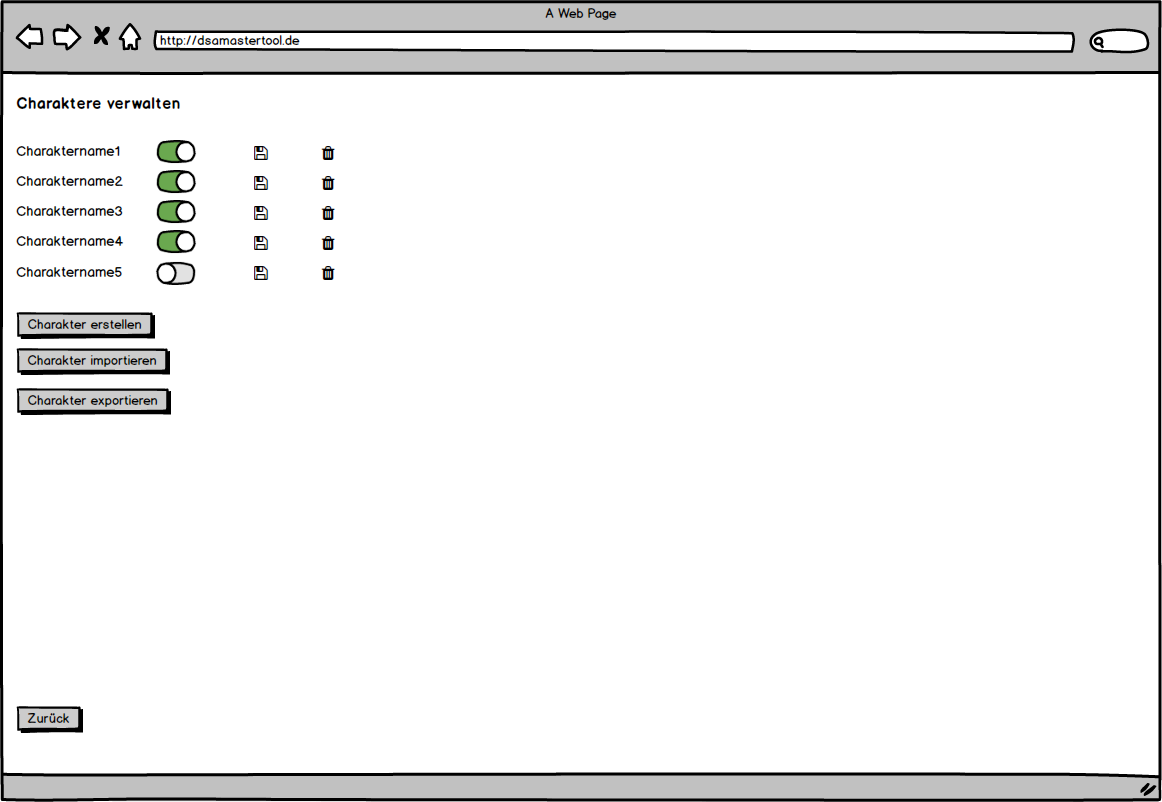 A Web Page
http://dsamastertool.de
Charaktere verwalten
Charaktername1
Charaktername2
Charaktername3
Charaktername4
Charaktername5
Charakter erstellen
Charakter importieren
Charakter exportieren
Zurück